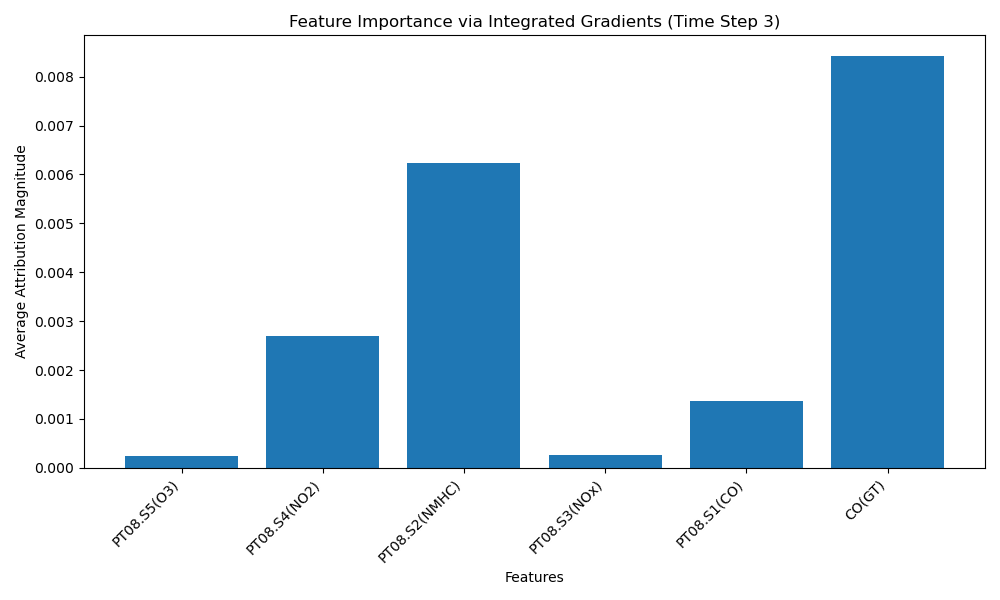 Feature Importance via Integrated Gradients (Time Step 3)
Average Attribution Magnitude
0.008
0.007
0.006
0.005
0.004
0.003
0.002
0.001
0.000
PT08.S5(O3)
PT08.S4(NO2)
PT08.S2(NMHC)
PT08.S3(NOx)
PT08.S1(CO)
CO(GT)
Features